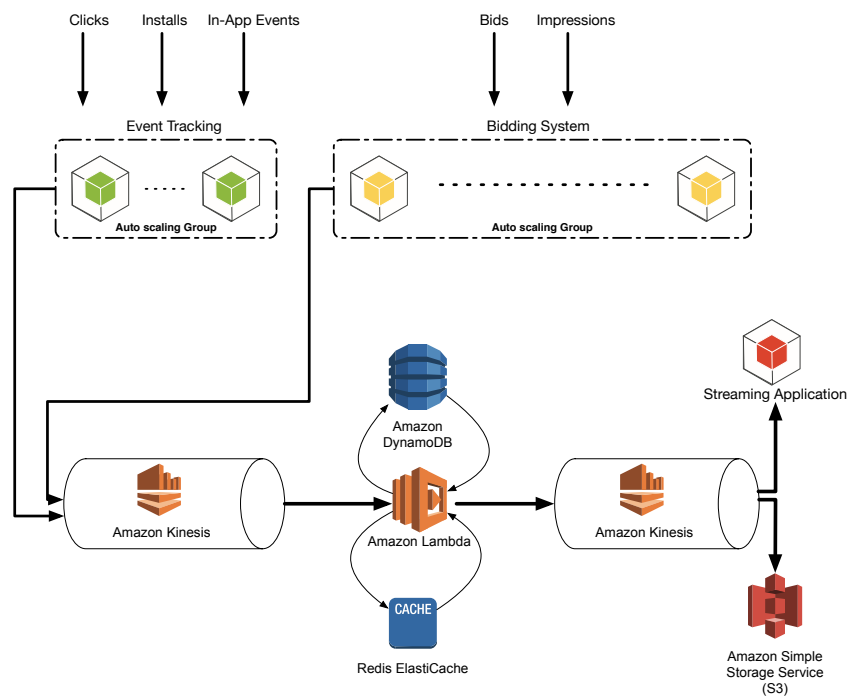 Clicks
Installs
In-App Events
Bids
Impressions
Event Tracking
Bidding System
Auto scaling Group
Auto scaling Group
Streaming Application
Amazon
DynamoDB
Amazon Kinesis
Amazon Lambda
Amazon Kinesis
CACHE
Redis ElastiCache
Amazon Simple
Storage Service
(S3)